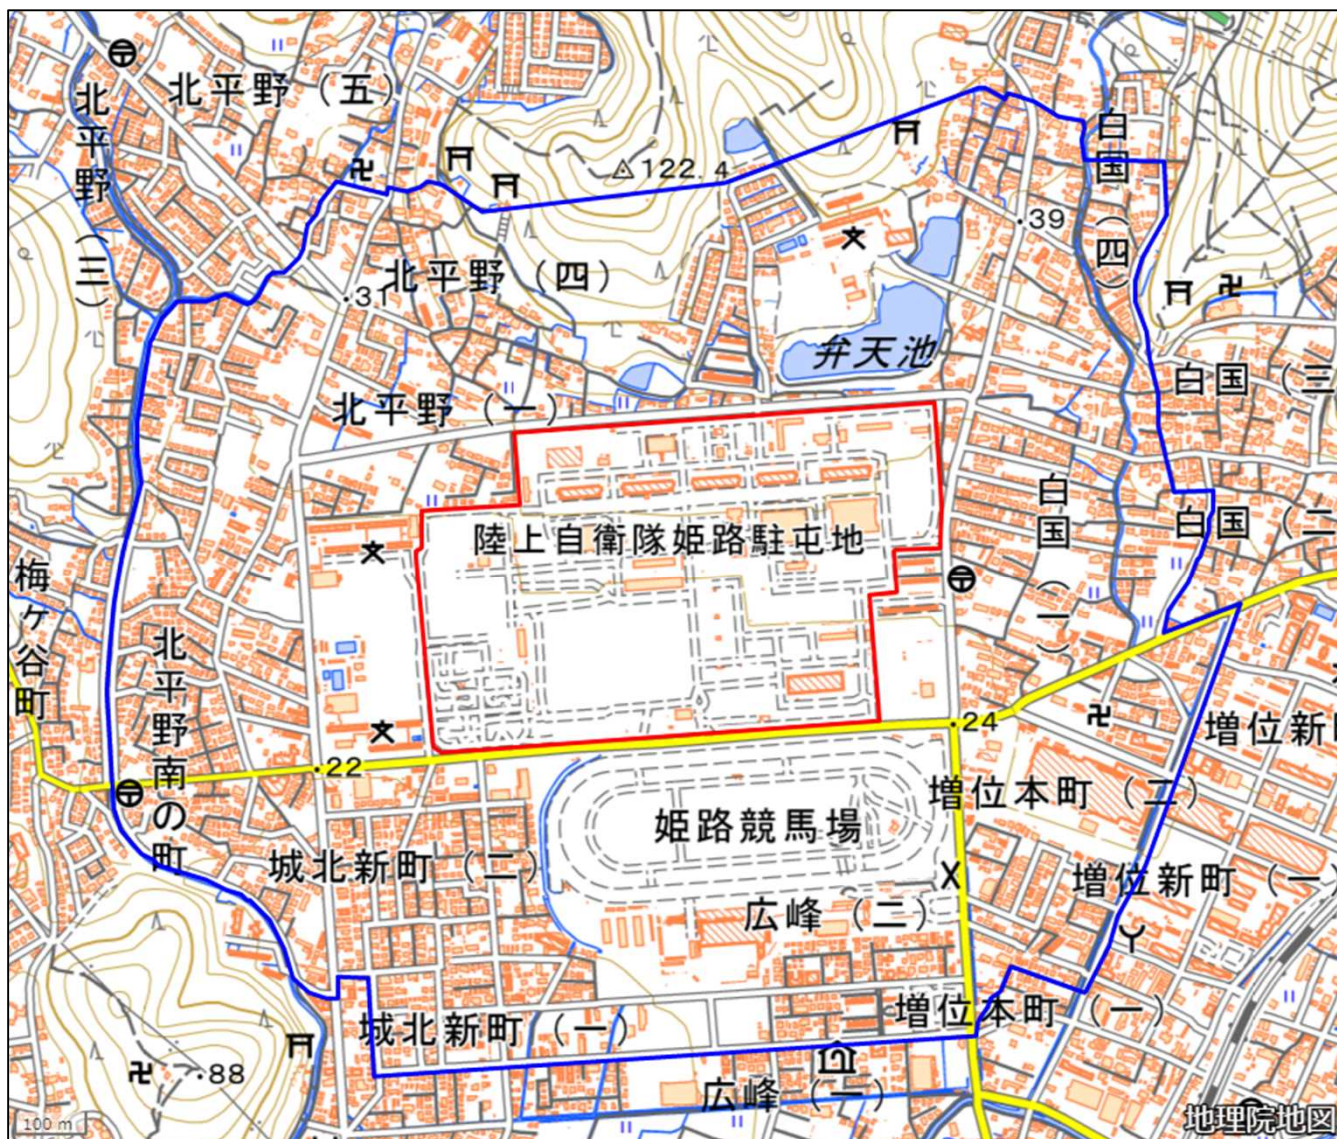 北平野（五）
北平野（三）
122.4
白国（四）
39
北平野（四）
31
弁天池
白国（三
北平野（一）
白国（一）
白国（二
陸上自衛隊姫路駐屯地
梅ヶ谷町
北平野南の町
増位新
24
22
増位本町（二）
姫路競馬場
城北新町（二）
増位新町（一）
広峰（二）
増位本町（一）
城北新町（一）
88
広峰（一）
100 m
地理院地図